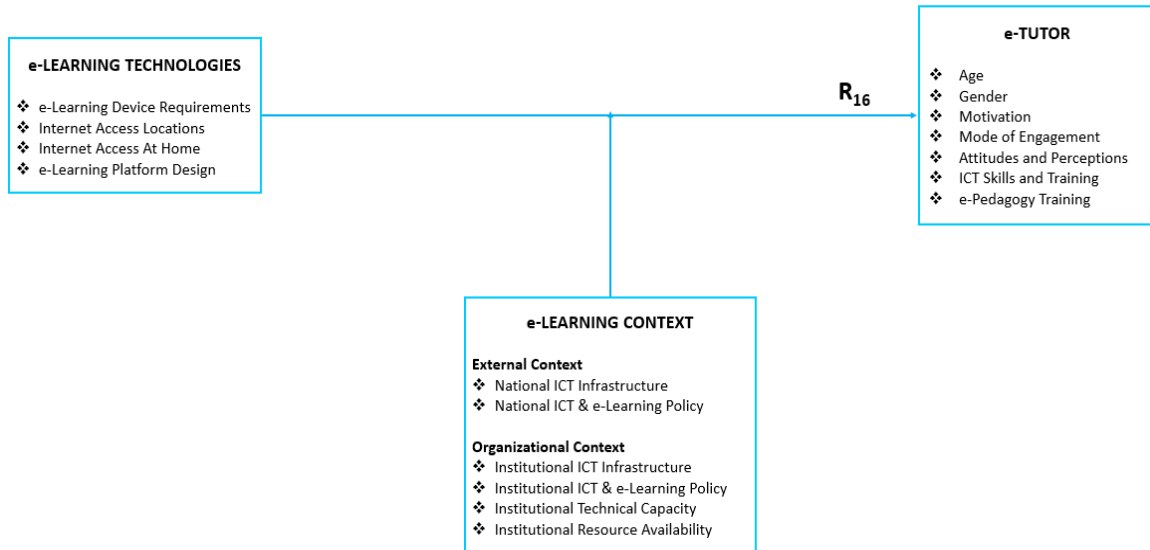 e-LEARNING TECHNOLOGIES
❖ e-Learning Device Requirements
❖ Internet Access Locations
❖ Internet Access At Home
❖ e-Learning Platform Design
R16
e-TUTOR
❖ Age
❖ Gender
❖ Motivation
❖ Mode of Engagement
❖ Attitudes and Perceptions
❖ ICT Skills and Training
❖ e-Pedagogy Training
e-LEARNING CONTEXT
External Context
❖ National ICT Infrastructure
❖ National ICT & e-Learning Policy
Organizational Context
❖ Institutional ICT Infrastructure
❖ Institutional ICT & e-Learning Policy
❖ Institutional Technical Capacity
❖ Institutional Resource Availability